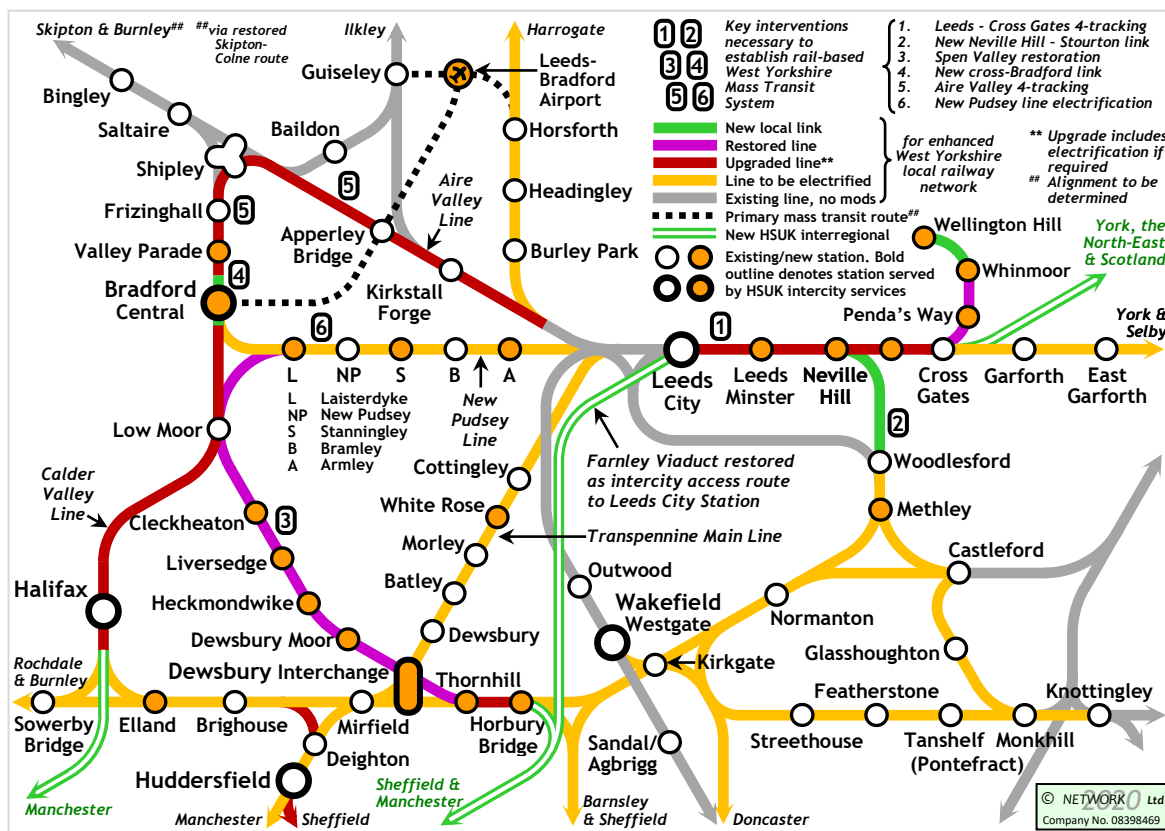 Skipton & Burnley##
##via restored
Skipton-
Colne route
Ilkley
Harrogate
Guiseley
Leeds-
Bradford
Airport
Bingley
Saltaire
Baildon
Shipley
Horsforth
5
Aire
Valley
Line
Headingley
Frizinghall
5
Apperley
Bridge
Valley Parade
Burley Park
4
Bradford
Central
Kirkstall
Forge
1 2
3 4
5 6
Key interventions
necessary to
establish rail-based
West Yorkshire
Mass Transit
System
1. Leeds - Cross Gates 4-tracking
2. New Neville Hill - Stourton link
3. Spen Valley restoration
4. New cross-Bradford link
5. Aire Valley 4-tracking
6. New Pudsey line electrification
New local link
Restored line
Upgraded line**
Line to be electrified
Existing line, no mods
Primary mass transit route##
New HSUK interregional
for enhanced
West Yorkshire
local railway
network
** Upgrade includes
electrification if
required
## Alignment to be
determined
Existing/new station. Bold
outline denotes station served
by HSUK intercity services
Wellington Hill
York, the
North-East
& Scotland
Whinmoor
Penda's Way
York &
Selby
6
1
L
NP
S
B
A
L Laisterdyke
NP New Pudsey
S Stanningley
B Bramley
A Armley
New
Pudsey
Line
Leeds
City
Leeds
Minster
Neville
Hill
Cross
Gates
Garforth
East
Garforth
2
Low Moor
Calder
Valley
Line
Cottingley
Farnley Viaduct restored
as intercity access route
to Leeds City Station
Woodlesford
White Rose
Methley
Cleckheaton
3
Transpennine Main Line
Liversedge
Morley
Castleford
Halifax
Batley
Outwood
Heckmondwike
Wakefield
Westgate
Normanton
Dewsbury Moor
Dewsbury
Glasshoughton
Rochdale
& Burnley
Dewsbury Interchange
Kirkgate
Thornhill
Featherstone
Knottingley
Sowerby
Bridge
Elland
Brighouse
Mirfield
Horbury
Bridge
Streethouse
Tanshelf
(Pontefract)
Monkhill
Deighton
Sandal/
Agbrigg
Huddersfield
Manchester
Sheffield &
Manchester
Manchester
Sheffield
Barnsley
& Sheffield
Doncaster
© NETWORK 2020 Ltd
Company No. 08398469